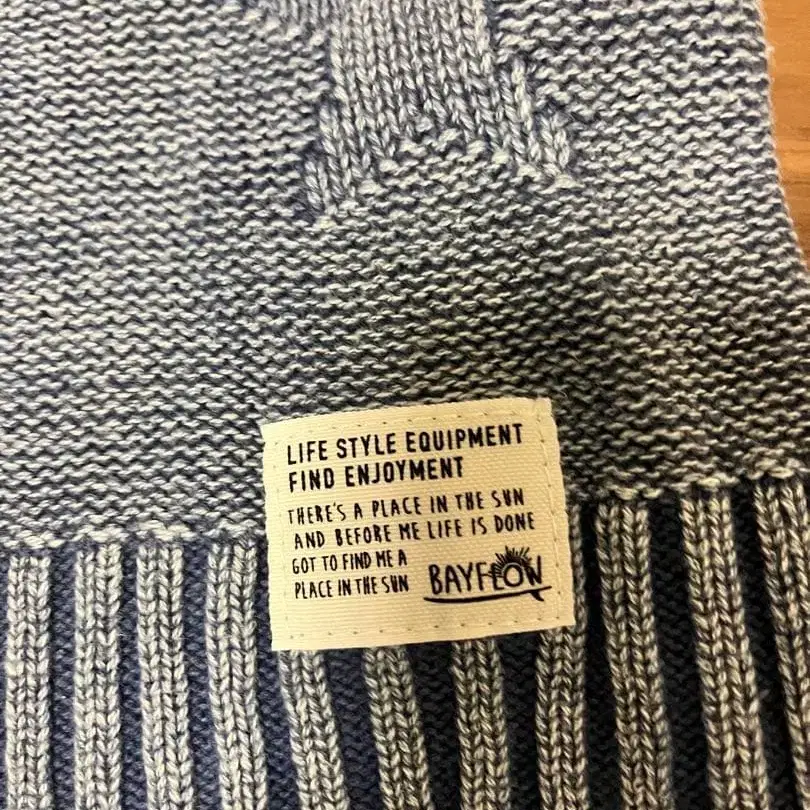 LIFE STYLE EQUIPMENT
FIND ENJOYMENT
THERE'S A PLACE IN THE SUN
AND BEFORE ME LIFE IS DONE
GOT TO FIND ME A
PLACE IN THE SUN
BAYFLOW